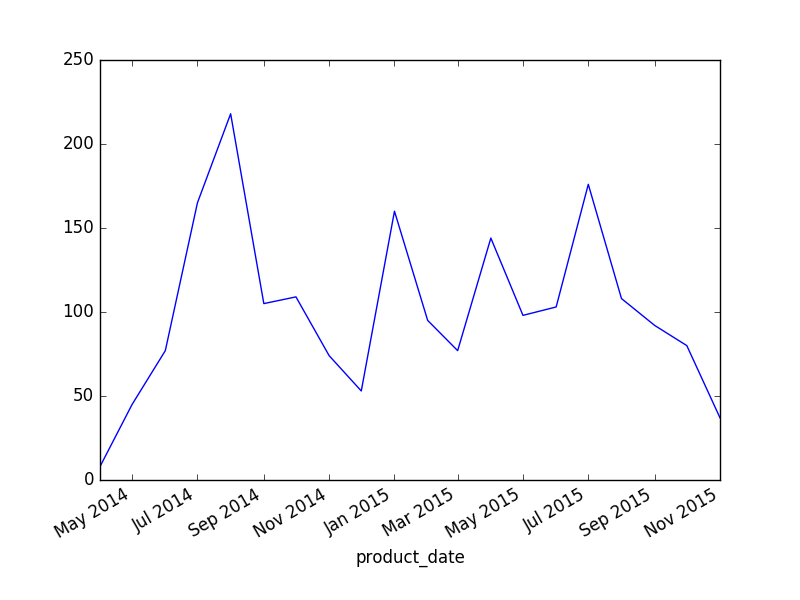 250
200
150
100
50
0
May 2014
Jul 2014
Sep 2014
Nov 2014
Jan 2015
Mar 2015
May 2015
Jul 2015
Sep 2015
Nov 2015
product_date